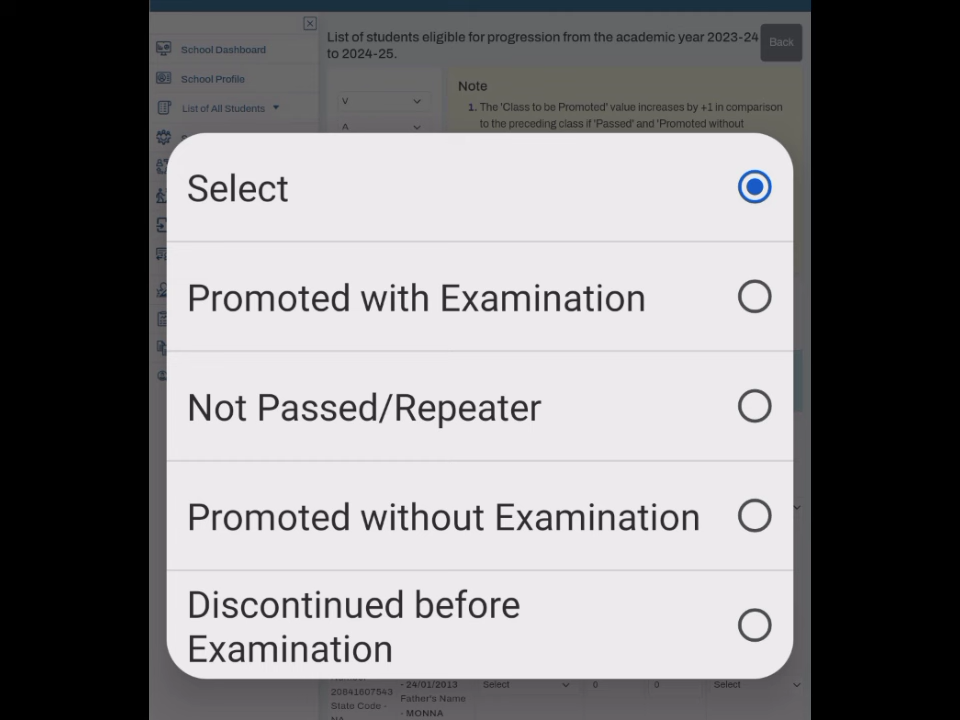 List of students eligible for progression from the academic year 2023-24
to 2024-25.
Back
School Dashboard
School Profile
List of All Students
Note
V
1. The 'Class to be Promoted' value increases by +1 in comparison
to the preceding class if 'Passed' and 'Promoted without
A
Select
Promoted with Examination
Not Passed/Repeater
Promoted without Examination
Discontinued before
Examination
20841607543
State Code -
- 24/01/2013
Father's Name
- MONNA
Select
0
0
Select